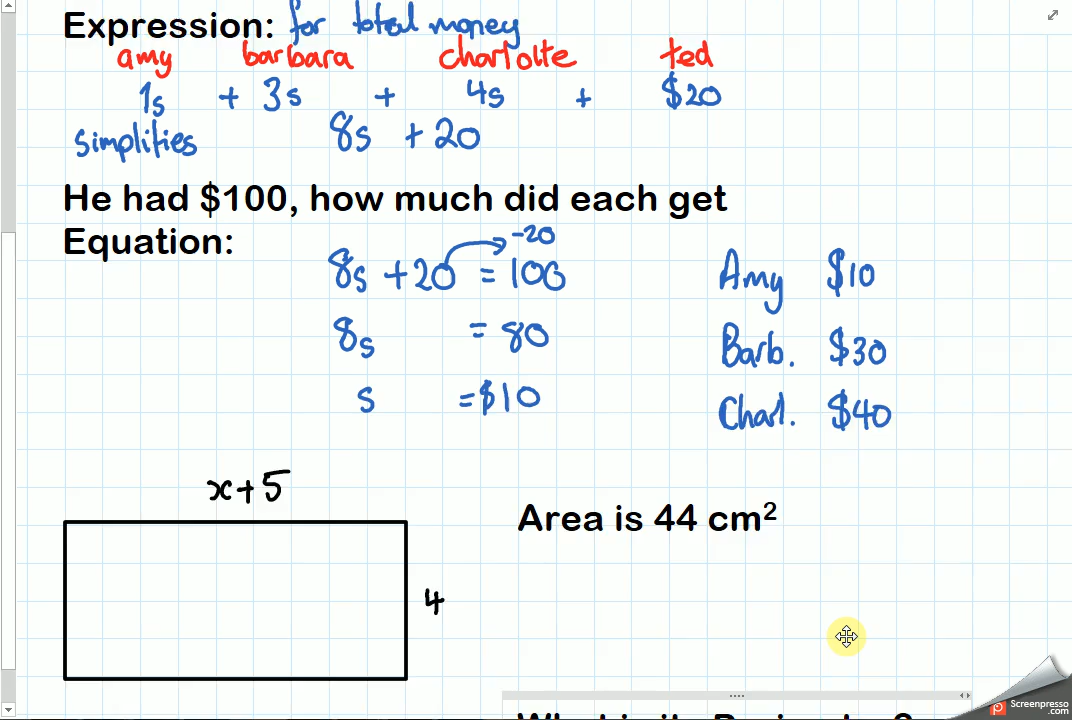 Expression: for total money
amy barbara charlotte ted
1s + 3s + 4s + $20
simplifies 8s + 20
He had $100, how much did each get
Equation:
-20
8s + 20 = 100
8s = 80
s = $10
Amy $10
Barb. $30
Charl. $40
x+5
4
Area is 44 cm²
Screenpresso
.com